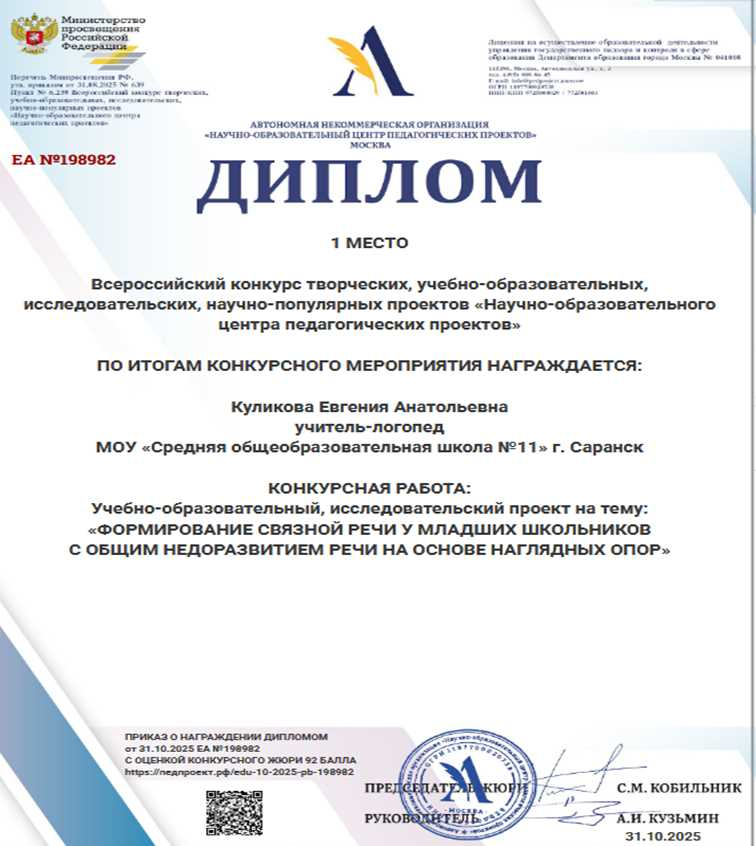 Министерство
просвещения
Российской
Федерации
Перечень Минпросвещения РФ,
утв. приказом от 31.08.2025 № 639
Пункт № 6.239 Всероссийский конкурс творческих,
учебно-образовательных, исследовательских,
научно-популярных проектов
«Научно-образовательного центра
педагогических проектов»
Лицензия на осуществление образовательной деятельности
управления государственного надзора и контроля в сфере
образования Департамента образования города Москвы № 041008
ЕА №198982
АВТОНОМНАЯ НЕКОММЕРЧЕСКАЯ ОРГАНИЗАЦИЯ
«НАУЧНО-ОБРАЗОВАТЕЛЬНЫЙ ЦЕНТР ПЕДАГОГИЧЕСКИХ ПРОЕКТОВ»
МОСКВА
ДИПЛОМ
1 МЕСТО
Всероссийский конкурс творческих, учебно-образовательных,
исследовательских, научно-популярных проектов «Научно-образовательного
центра педагогических проектов»
ПО ИТОГАМ КОНКУРСНОГО МЕРОПРИЯТИЯ НАГРАЖДАЕТСЯ:
Куликова Евгения Анатольевна
учитель-логопед
МОУ «Средняя общеобразовательная школа №11» г. Саранск
КОНКУРСНАЯ РАБОТА:
Учебно-образовательный, исследовательский проект на тему:
«ФОРМИРОВАНИЕ СВЯЗНОЙ РЕЧИ У МЛАДШИХ ШКОЛЬНИКОВ
С ОБЩИМ НЕДОРАЗВИТИЕМ РЕЧИ НА ОСНОВЕ НАГЛЯДНЫХ ОПОР»
ПРИКАЗ О НАГРАЖДЕНИИ ДИПЛОМОМ
от 31.10.2025 ЕА №198982
С ОЦЕНКОЙ КОНКУРСНОГО ЖЮРИ 92 БАЛЛА
https://педпроект.рф/edu-10-2025-pb-198982
ПРЕДСЕДАТЕЛЬ ЖЮРИ С.М. КОБИЛЬНИК
РУКОВОДИТЕЛЬ А.И. КУЗЬМИН
31.10.2025
МОСКВА